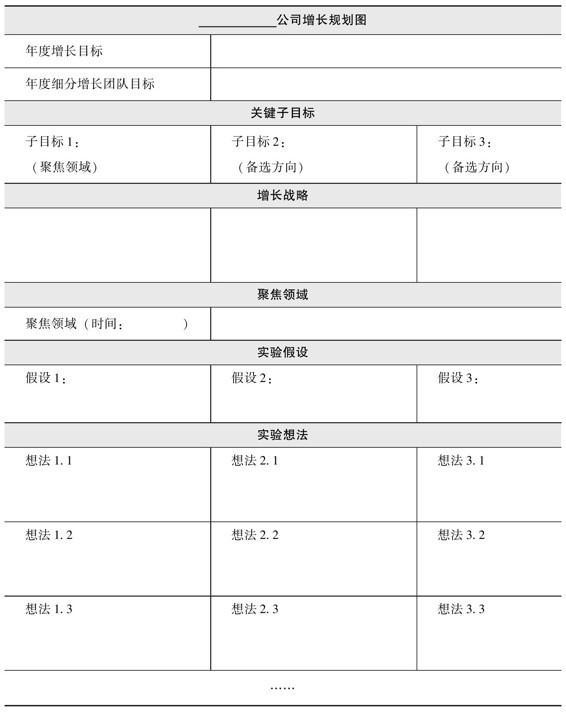 ____________公司增长规划图
年度增长目标
年度细分增长团队目标
关键子目标
子目标1： 子目标2： 子目标3：
（聚焦领域） （备选方向） （备选方向）
增长战略
聚焦领域
聚焦领域（时间： ）
实验假设
假设1： 假设2： 假设3：
实验想法
想法1.1 想法2.1 想法3.1
想法1.2 想法2.2 想法3.2
想法1.3 想法2.3 想法3.3
……